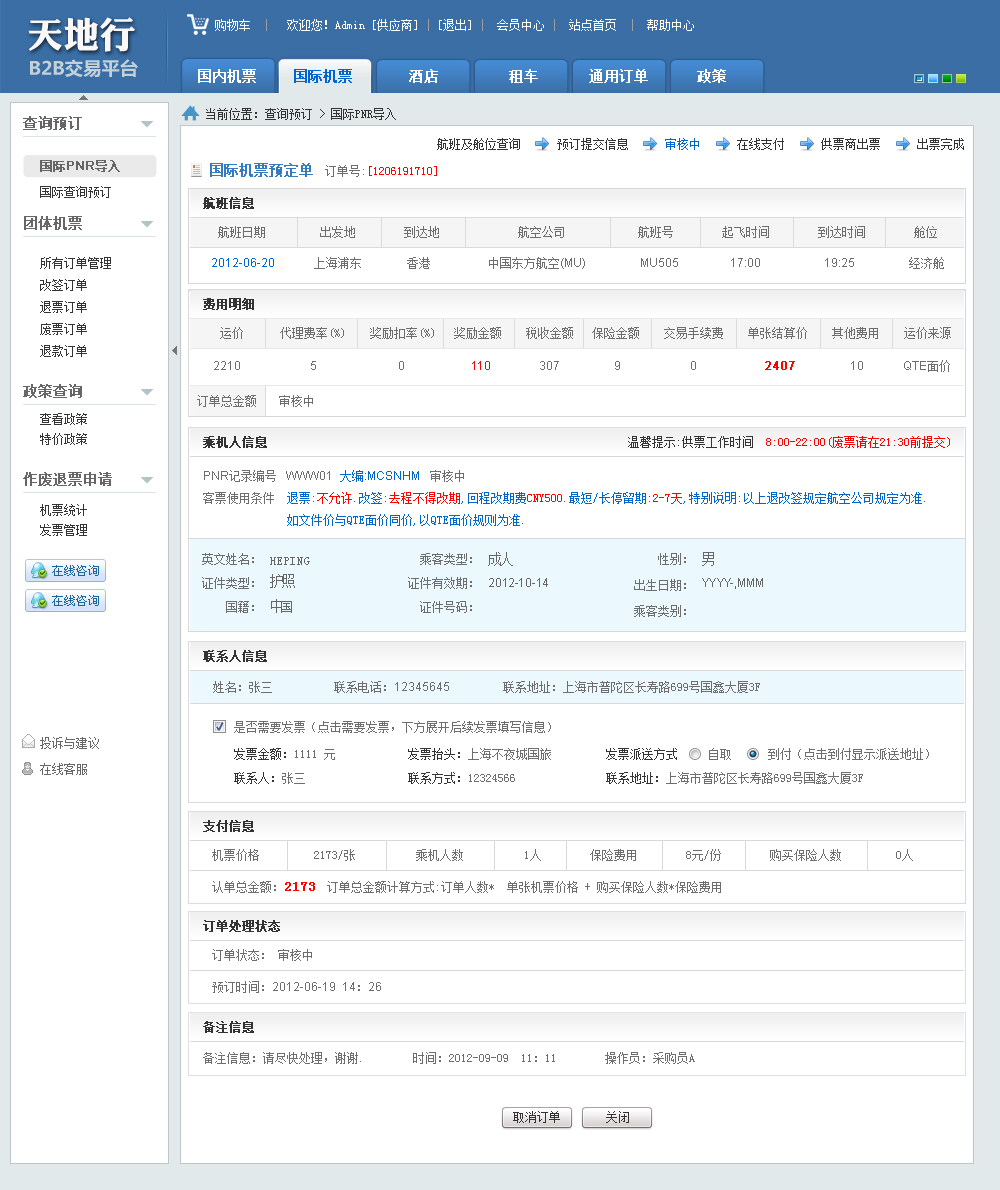 天地行
B2B交易平台
购物车 | 欢迎您! Admin [供应商] | [退出] | 会员中心 | 站点首页 | 帮助中心
国内机票 国际机票 酒店 租车 通用订单 政策
查询预订
国际PNR导入
国际查询预订
团体机票
所有订单管理
改签订单
退票订单
废票订单
退款订单
政策查询
查看政策
特价政策
作废退票申请
机票统计
发票管理
在线咨询
在线咨询
投诉与建议
在线客服
当前位置: 查询预订 > 国际PNR导入
航班及舱位查询 预订提交信息 审核中 在线支付 供票商出票 出票完成
国际机票预定单 订单号:[1206191710]
航班信息
航班日期 出发地 到达地 航空公司 航班号 起飞时间 到达时间 舱位
2012-06-20 上海浦东 香港 中国东方航空(MU) MU505 17:00 19:25 经济舱
费用明细
运价 代理费率(%) 奖励扣率(%) 奖励金额 税收金额 保险金额 交易手续费 单张结算价 其他费用 运价来源
2210 5 0 110 307 9 0 2407 10 QTE面价
订单总金额 审核中
乘机人信息 温馨提示:供票工作时间 8:00-22:00(废票请在21:30前提交)
PNR记录编号 WWW01 大编:MCSNHM 审核中
客票使用条件 退票:不允许.改签:去程不得改期,回程改期费CNY500.最短/长停留期:2-7天,特别说明:以上退改签规定航空公司规定为准.
如文件价与QTE面价同价,以QTE面价规则为准.
英文姓名: HEPING 乘客类型: 成人 性别: 男
证件类型: 护照 证件有效期: 2012-10-14 出生日期: YYYY-,MMM
国籍: 中国 证件号码: 乘客类别:
联系人信息
姓名: 张三 联系电话: 12345645 联系地址: 上海市普陀区长寿路699号国鑫大厦3F
是否需要发票（点击需要发票，下方展开后续发票填写信息）
发票金额: 1111 元 发票抬头: 上海不夜城国旅 发票派送方式 自取 到付（点击到付显示派送地址）
联系人: 张三 联系方式: 12324566 联系地址: 上海市普陀区长寿路699号国鑫大厦3F
支付信息
机票价格 2173/张 乘机人数 1人 保险费用 8元/份 购买保险人数 0人
认单总金额: 2173 订单总金额计算方式:订单人数* 单张机票价格 + 购买保险人数*保险费用
订单处理状态
订单状态: 审核中
预订时间: 2012-06-19 14: 26
备注信息
备注信息: 请尽快处理，谢谢. 时间: 2012-09-09 11: 11 操作员: 采购员A
取消订单 关闭